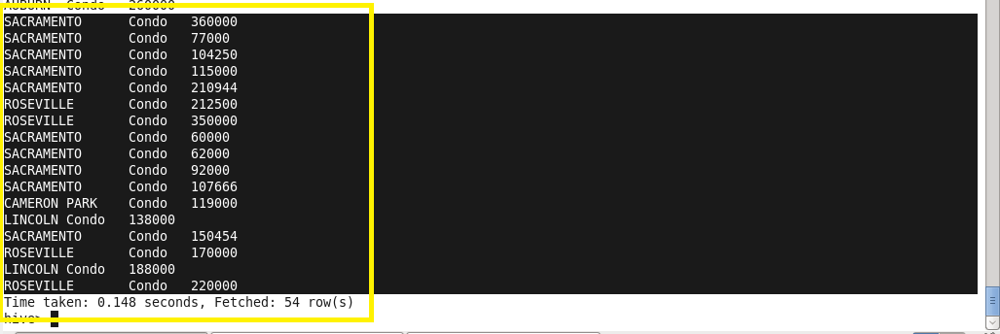 AUBURN Condo 260000
SACRAMENTO Condo 360000
SACRAMENTO Condo 77000
SACRAMENTO Condo 104250
SACRAMENTO Condo 115000
SACRAMENTO Condo 210944
ROSEVILLE Condo 212500
ROSEVILLE Condo 350000
SACRAMENTO Condo 60000
SACRAMENTO Condo 62000
SACRAMENTO Condo 92000
SACRAMENTO Condo 107666
CAMERON PARK Condo 119000
LINCOLN Condo 138000
SACRAMENTO Condo 150454
ROSEVILLE Condo 170000
LINCOLN Condo 188000
ROSEVILLE Condo 220000
Time taken: 0.148 seconds, Fetched: 54 row(s)
hive>